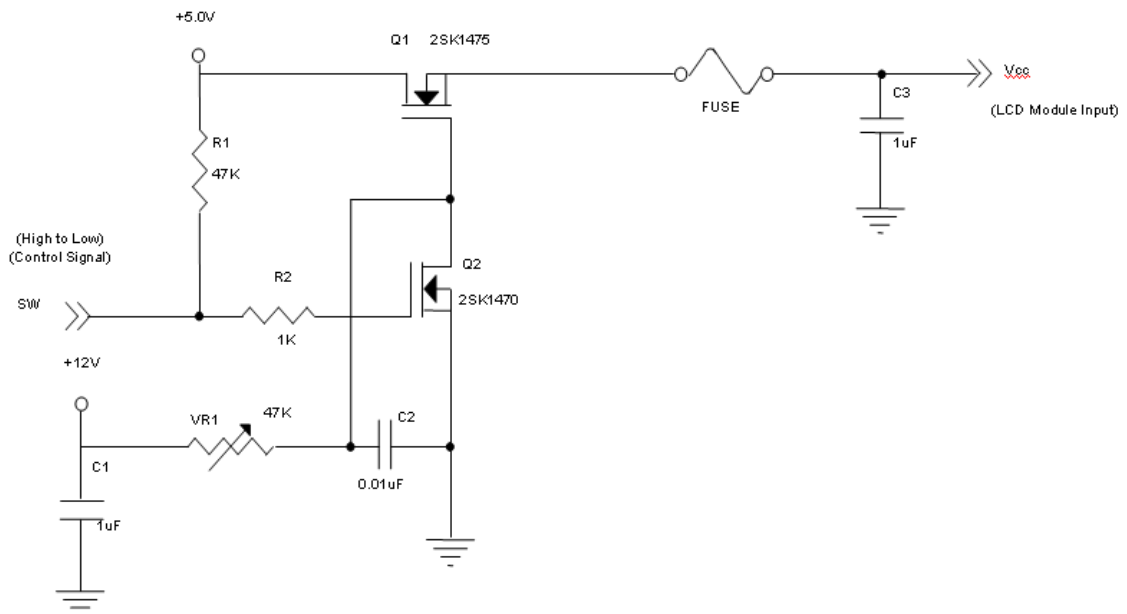 +5.0V
Q1 2SK1475
Vcc
C3
FUSE
(LCD Module Input)
R1
1uF
47K
(High to Low)
(Control Signal)
R2
Q2
SW
2SK1470
1K
+12V
VR1
47K
C2
C1
0.01uF
1uF